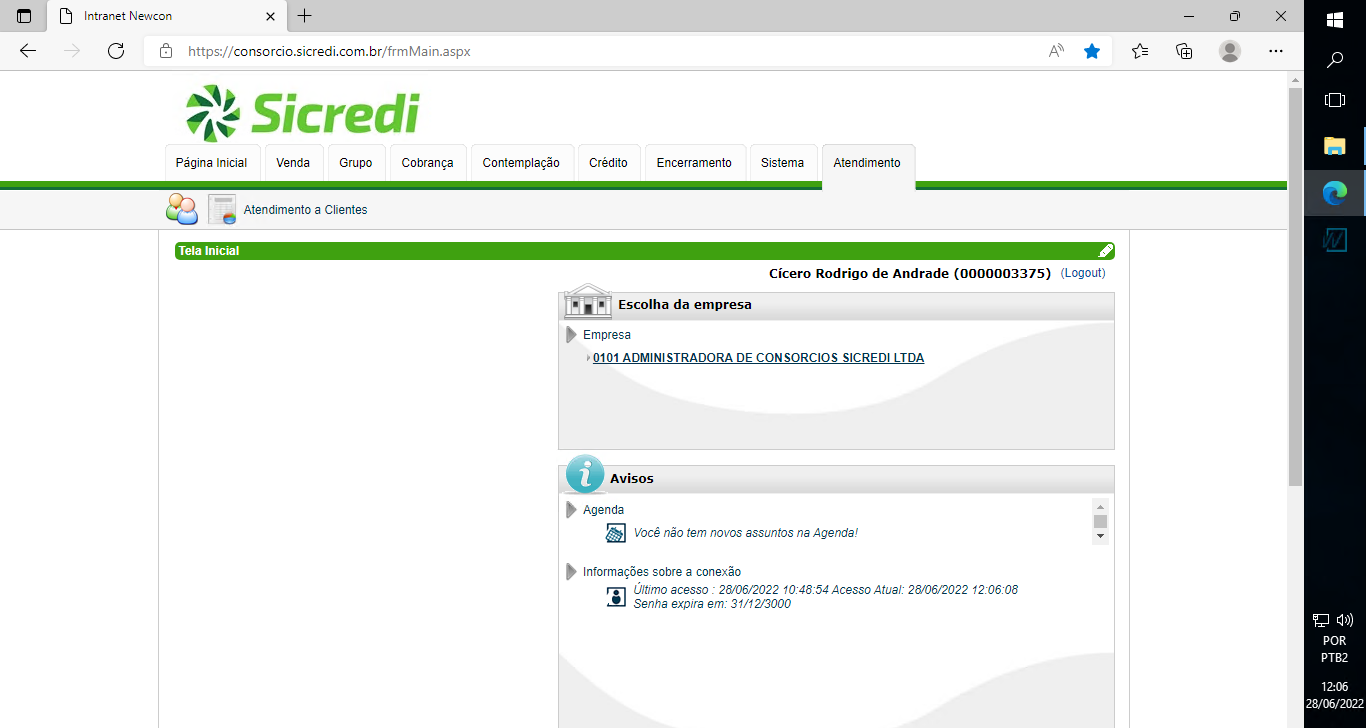 Intranet Newcon
https://consorcio.sicredi.com.br/frmMain.aspx
Sicredi
Página Inicial
Venda
Grupo
Cobrança
Contemplação
Crédito
Encerramento
Sistema
Atendimento
Atendimento a Clientes
Tela Inicial
Cícero Rodrigo de Andrade (0000003375) (Logout)
Escolha da empresa
Empresa
0101 ADMINISTRADORA DE CONSORCIOS SICREDI LTDA
Avisos
Agenda
Você não tem novos assuntos na Agenda!
Informações sobre a conexão
Último acesso : 28/06/2022 10:48:54 Acesso Atual: 28/06/2022 12:06:08
Senha expira em: 31/12/3000
POR
PTB2
12:06
28/06/2022